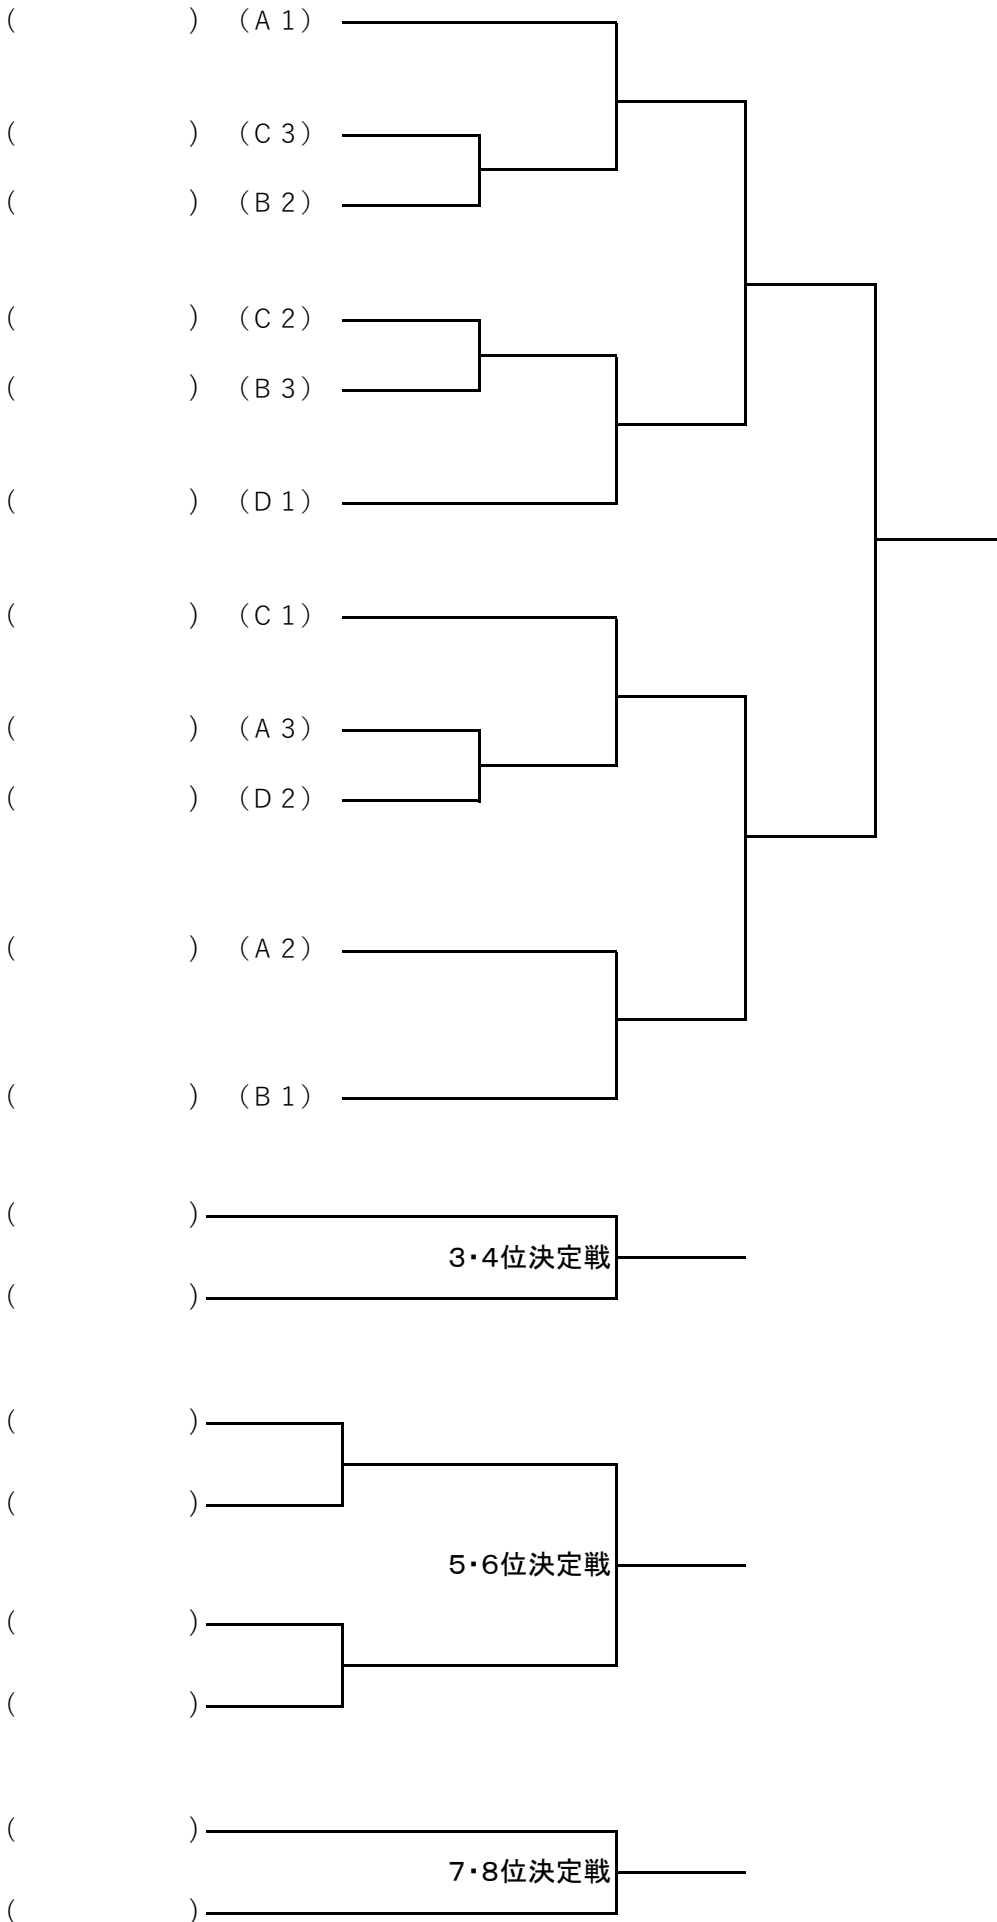 (　　　　　) (A 1)
(　　　　　) (C 3)
(　　　　　) (B 2)
(　　　　　) (C 2)
(　　　　　) (B 3)
(　　　　　) (D 1)
(　　　　　) (C 1)
(　　　　　) (A 3)
(　　　　　) (D 2)
(　　　　　) (A 2)
(　　　　　) (B 1)
(　　　　　)
3・4位決定戦
(　　　　　)
(　　　　　)
(　　　　　)
5・6位決定戦
(　　　　　)
(　　　　　)
(　　　　　)
7・8位決定戦
(　　　　　)